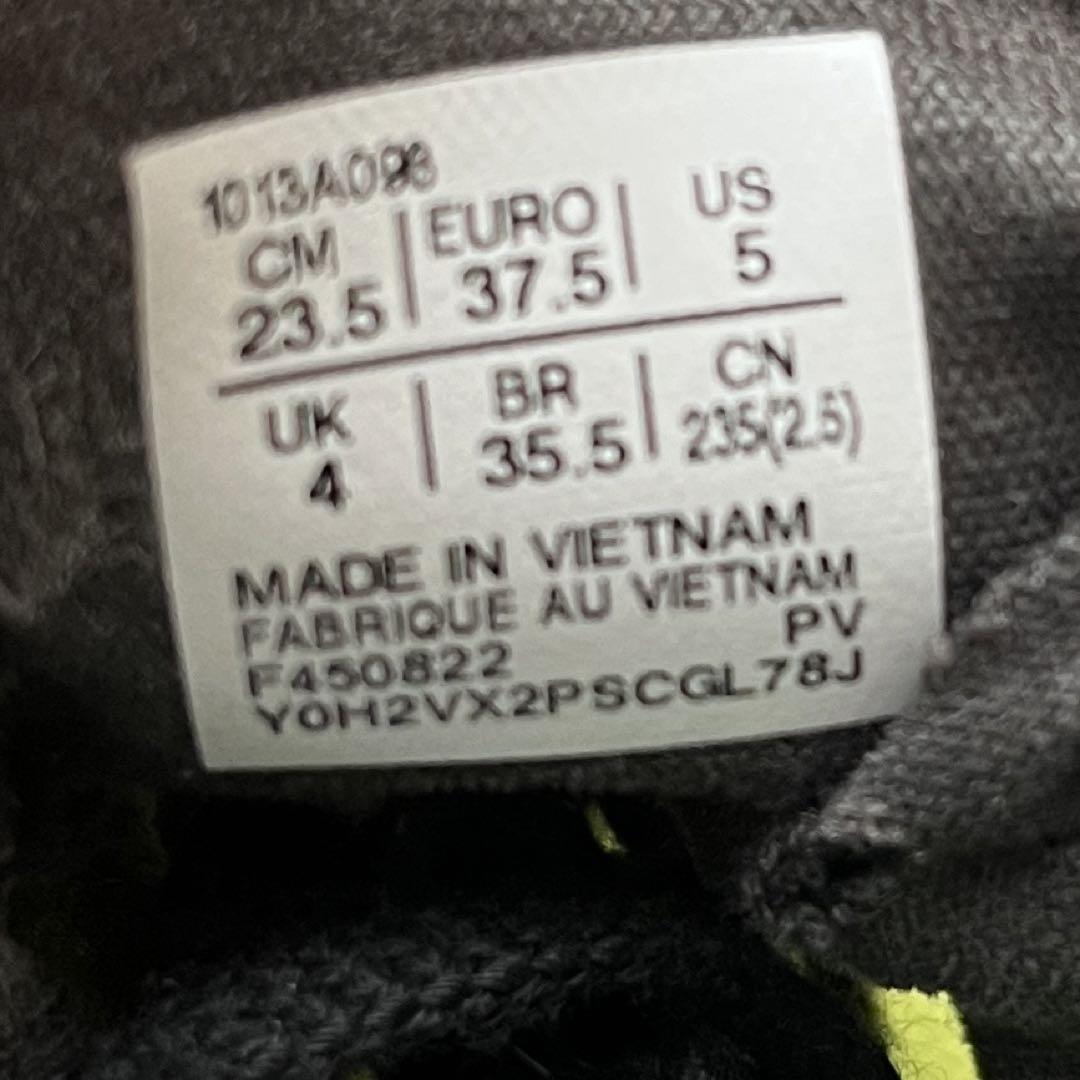 1013A098
CM | EURO | US
23.5 | 37.5 | 5
UK | BR | CN
4 | 35.5 | 235(2.5)
MADE IN VIETNAM
FABRIQUE AU VIETNAM
PV
F450822
Y0H2VX2PSCGL78J